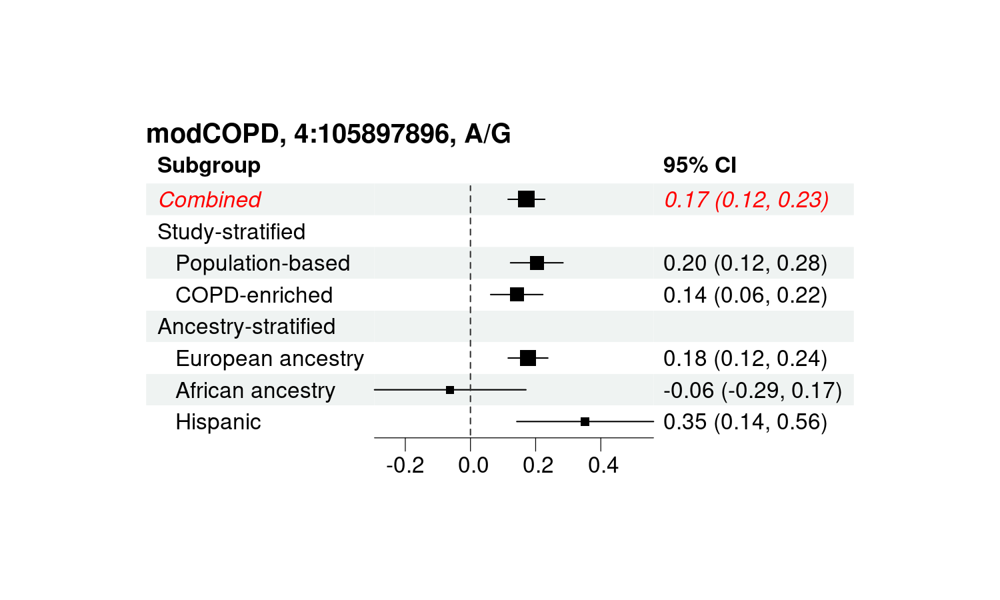 modCOPD, 4:105897896, A/G
Subgroup 95% CI
Combined 0.17 (0.12, 0.23)
Study-stratified
Population-based 0.20 (0.12, 0.28)
COPD-enriched 0.14 (0.06, 0.22)
Ancestry-stratified
European ancestry 0.18 (0.12, 0.24)
African ancestry -0.06 (-0.29, 0.17)
Hispanic 0.35 (0.14, 0.56)
-0.2 0.0 0.2 0.4